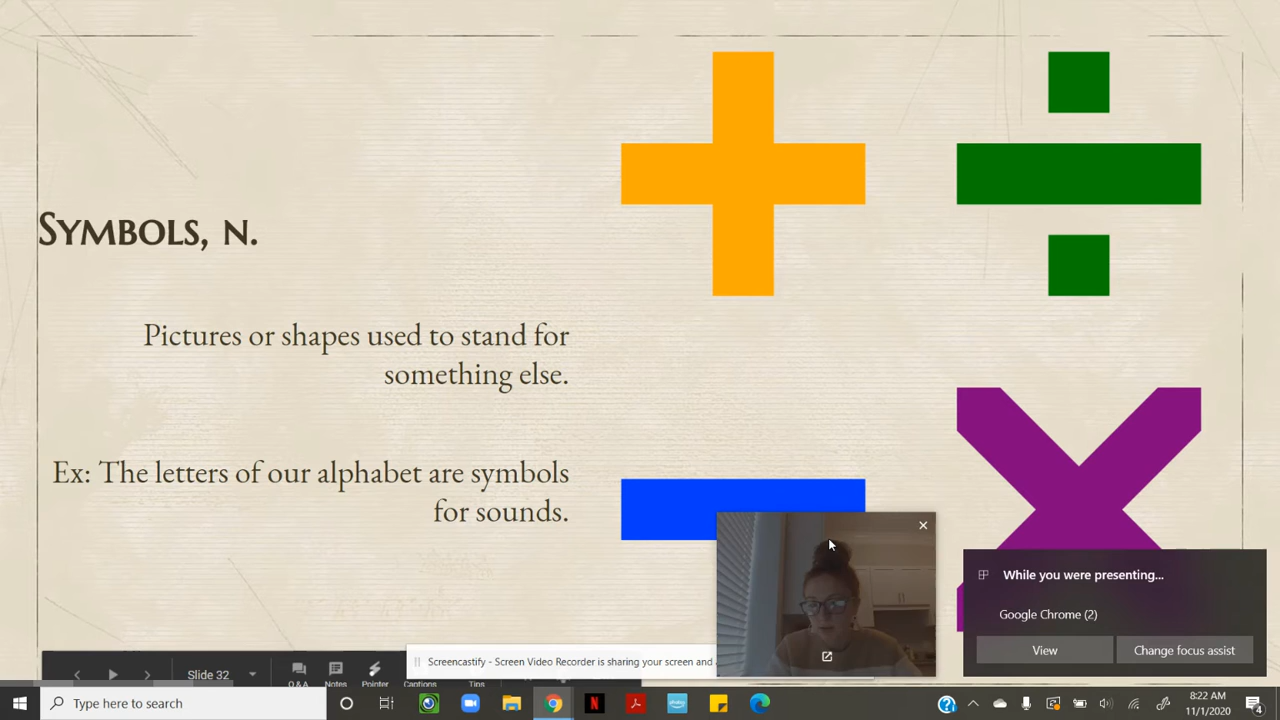 Symbols, n.
Pictures or shapes used to stand for
something else.
Ex: The letters of our alphabet are symbols
for sounds.
While you were presenting...
Google Chrome (2)
View
Change focus assist
Screencastify - Screen Video Recorder is sharing your screen and
Slide 32
Q & A
Notes
Pointer
Captions
Tips
Type here to search
8:22 AM
11/1/2020
4